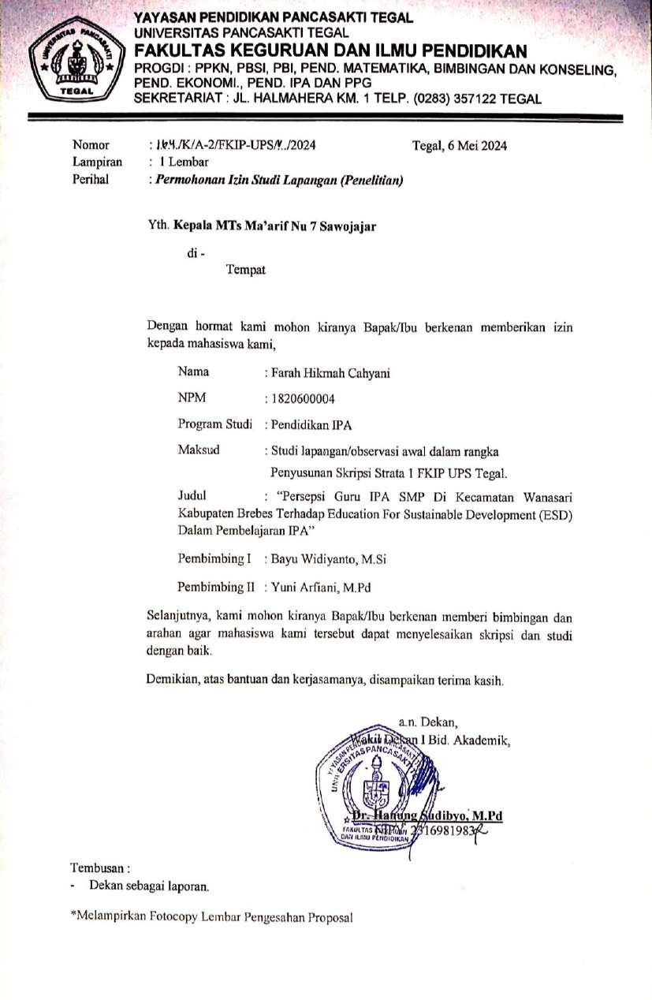 YAYASAN PENDIDIKAN PANCASAKTI TEGAL
UNIVERSITAS PANCASAKTI TEGAL
FAKULTAS KEGURUAN DAN ILMU PENDIDIKAN
PROGDI : PPKN, PBSI, PBI, PEND. MATEMATIKA, BIMBINGAN DAN KONSELING,
PEND. EKONOMI., PEND. IPA DAN PPG
SEKRETARIAT : JL. HALMAHERA KM. 1 TELP. (0283) 357122 TEGAL
UNIVERSITAS PANCASAKTI
TEGAL
Nomor : /K/A-2/FKIP-UPS/ /2024 Tegal, 6 Mei 2024
Lampiran : 1 Lembar
Perihal : Permohonan Izin Studi Lapangan (Penelitian)
Yth. Kepala MTs Ma’arif Nu 7 Sawojajar
di -
Tempat
Dengan hormat kami mohon kiranya Bapak/Ibu berkenan memberikan izin
kepada mahasiswa kami,
Nama : Farah Hikmah Cahyani
NPM : 1820600004
Program Studi : Pendidikan IPA
Maksud : Studi lapangan/observasi awal dalam rangka
Penyusunan Skripsi Strata 1 FKIP UPS Tegal.
Judul : “Persepsi Guru IPA SMP Di Kecamatan Wanasari
Kabupaten Brebes Terhadap Education For Sustainable Development (ESD)
Dalam Pembelajaran IPA”
Pembimbing I : Bayu Widiyanto, M.Si
Pembimbing II : Yuni Arfiani, M.Pd
Selanjutnya, kami mohon kiranya Bapak/Ibu berkenan memberi bimbingan dan
arahan agar mahasiswa kami tersebut dapat menyelesaikan skripsi dan studi
dengan baik.
Demikian, atas bantuan dan kerjasamanya, disampaikan terima kasih.
a.n. Dekan,
Wakil Dekan I Bid. Akademik,
YAYASAN
UNIVERSITAS PANCASAKTI
FAKULTAS
DAN ILMU PENDIDIKAN
Dr. Hanung Sudibyo, M.Pd
NIPY. 2316981983
Tembusan :
- Dekan sebagai laporan.
*Melampirkan Fotocopy Lembar Pengesahan Proposal